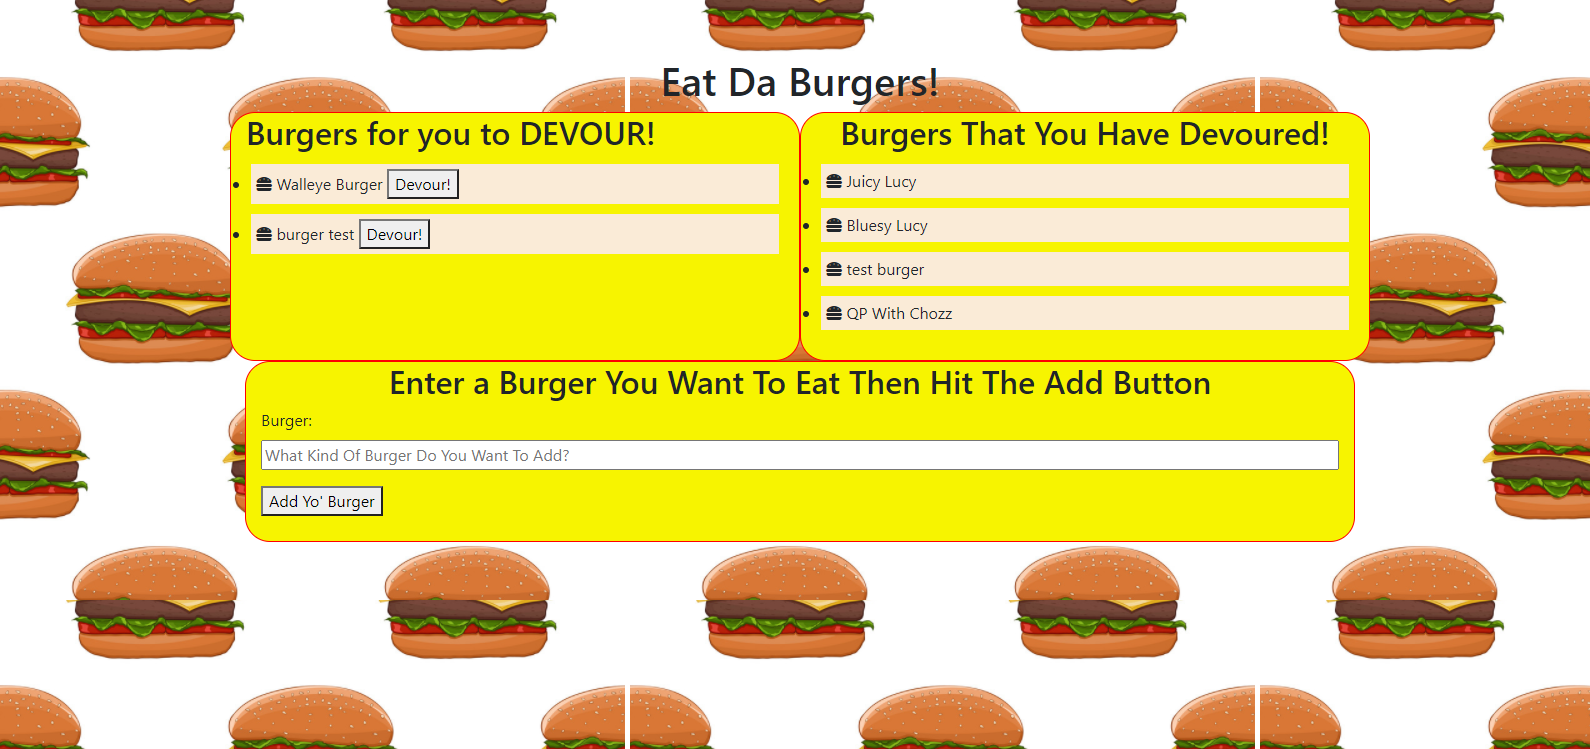 Eat Da Burgers!
Burgers for you to DEVOUR!
Walleye Burger Devour!
burger test Devour!
Burgers That You Have Devoured!
Juicy Lucy
Bluesy Lucy
test burger
QP With Chozz
Enter a Burger You Want To Eat Then Hit The Add Button
Burger:
What Kind Of Burger Do You Want To Add?
Add Yo' Burger